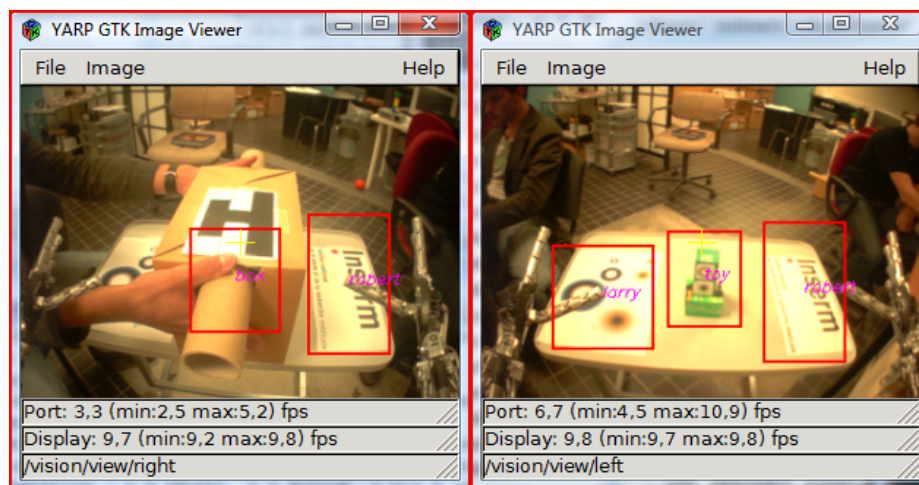 YARP GTK Image Viewer
File Image Help
H
box
robert
Inserm
Port: 3,3 (min:2,5 max:5,2) fps
Display: 9,7 (min:9,2 max:9,8) fps
/vision/view/right
YARP GTK Image Viewer
File Image Help
larry
toy
robert
Inserm
Port: 6,7 (min:4,5 max:10,9) fps
Display: 9,8 (min:9,7 max:9,8) fps
/vision/view/left